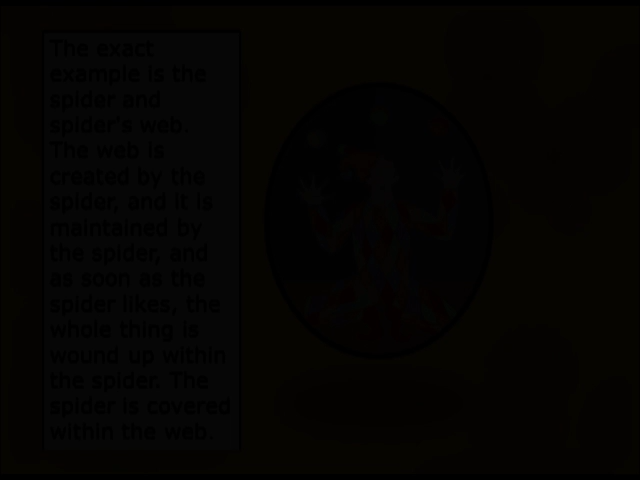 The exact
example is the
spider and
spider's web.
The web is
created by the
spider, and it is
maintained by
the spider, and
as soon as the
spider likes, the
whole thing is
wound up within
the spider. The
spider is covered
within the web.